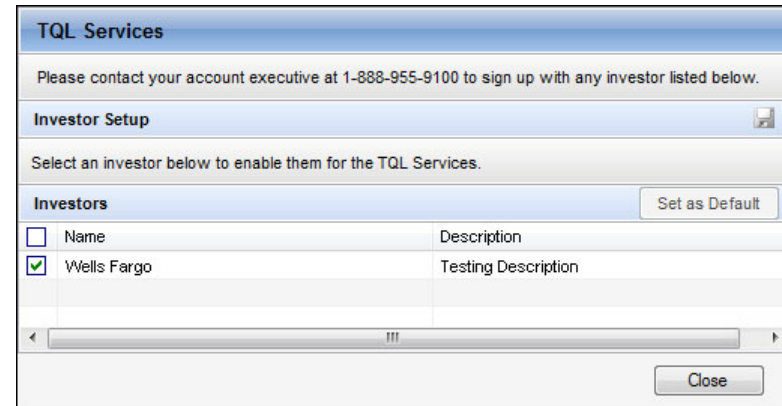 TQL Services
Please contact your account executive at 1-888-955-9100 to sign up with any investor listed below.
Investor Setup
Select an investor below to enable them for the TQL Services.
Investors Set as Default
Name Description
Wells Fargo Testing Description
Close